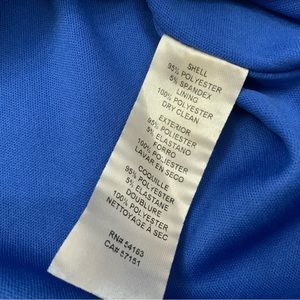 SHELL
95% POLYESTER
5% SPANDEX
LINING
100% POLYESTER
DRY CLEAN
EXTERIOR
95% POLIESTER
5% ELASTANO
FORRO
100% POLIESTER
LAVAR EN SECO
COQUILLE
95% POLYESTER
5% ELASTANO
DOUBLURE
100% POLYESTER
NETTOYAGE À SEC
RN# 54163
CA# 57151